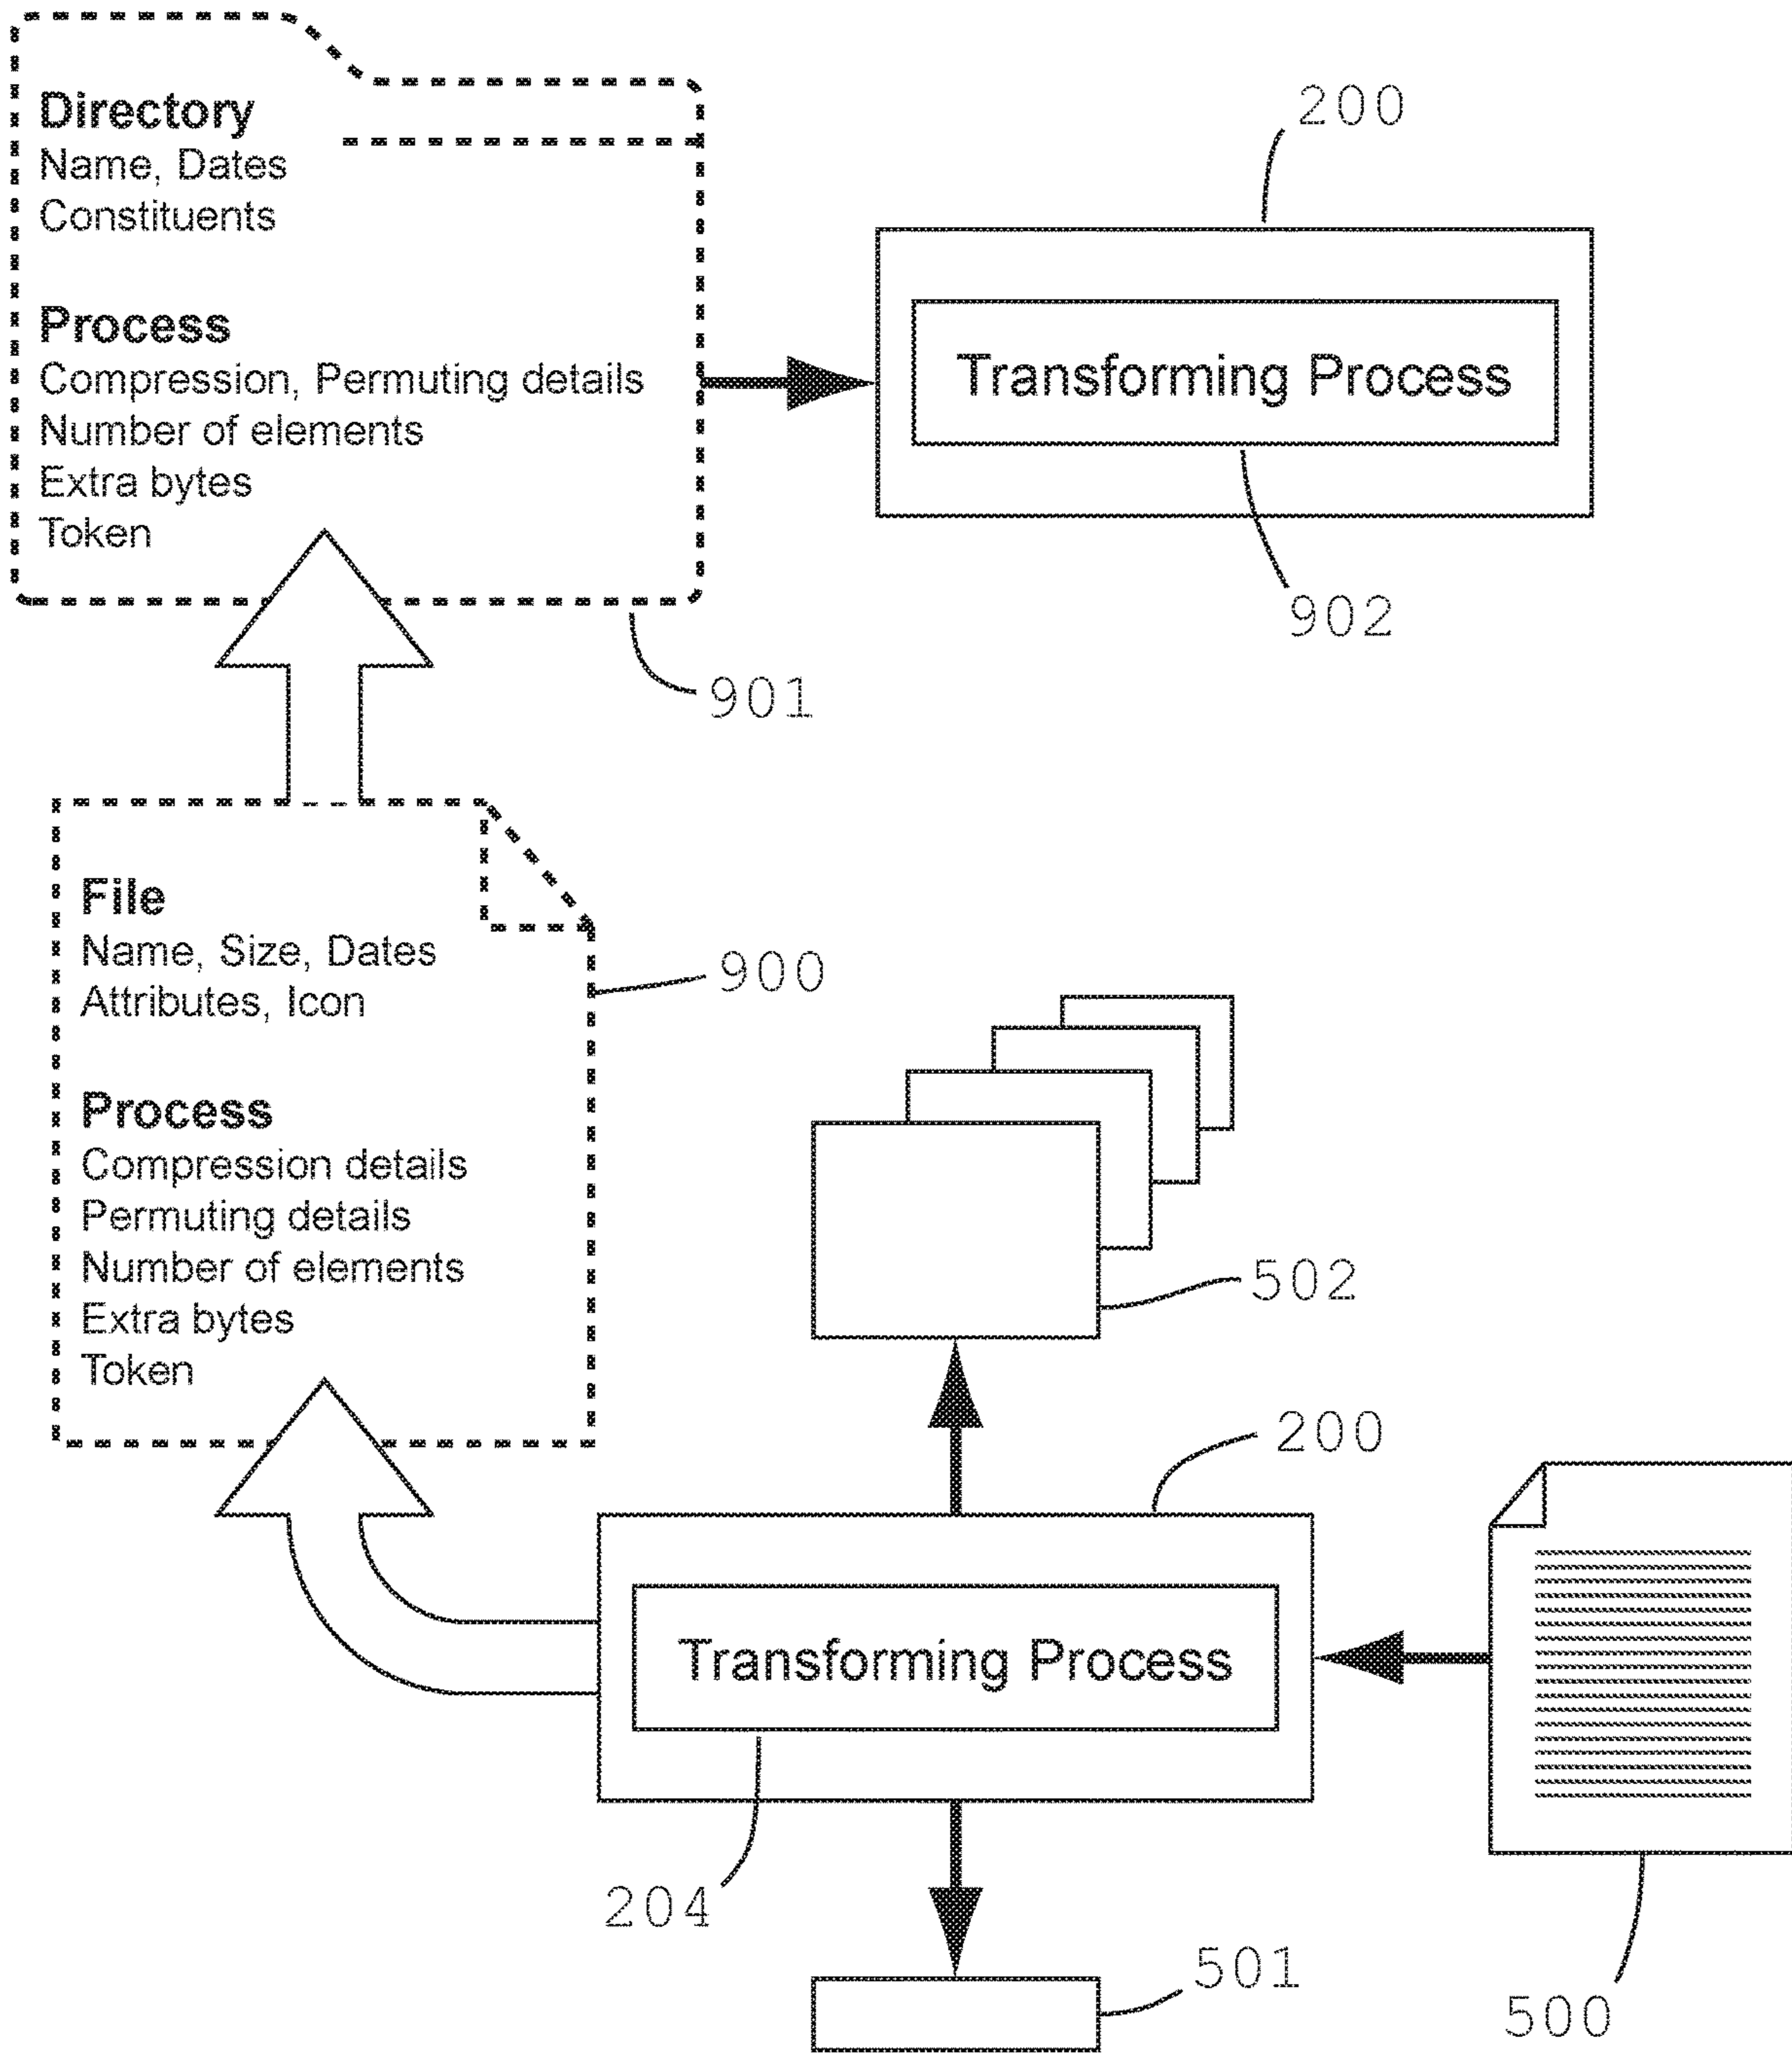 Directory
Name, Dates
Constituents
Process
Compression, Permuting details
Number of elements
Extra bytes
Token
200
Transforming Process
902
901
File
Name, Size, Dates
Attributes, Icon
Process
Compression details
Permuting details
Number of elements
Extra bytes
Token
900
502
200
Transforming Process
204
501
500